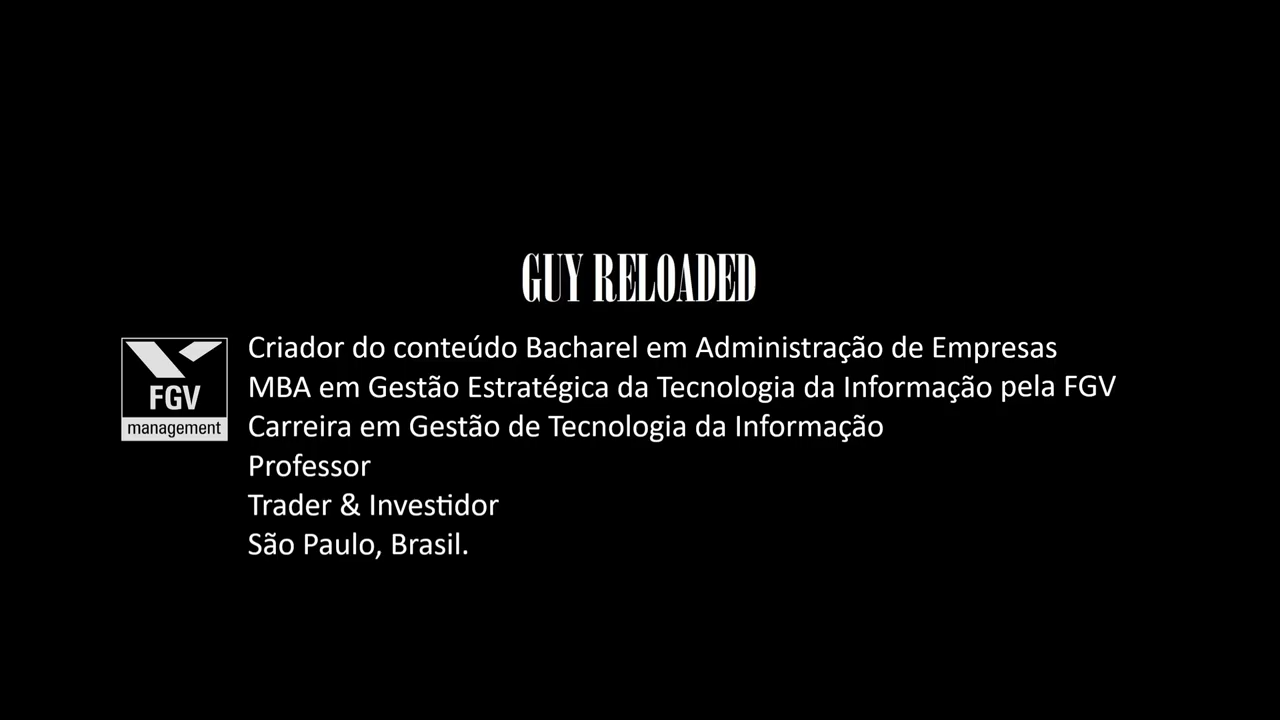 GUY RELOADED
FGV
management
Criador do conteúdo Bacharel em Administração de Empresas
MBA em Gestão Estratégica da Tecnologia da Informação pela FGV
Carreira em Gestão de Tecnologia da Informação
Professor
Trader & Investidor
São Paulo, Brasil.